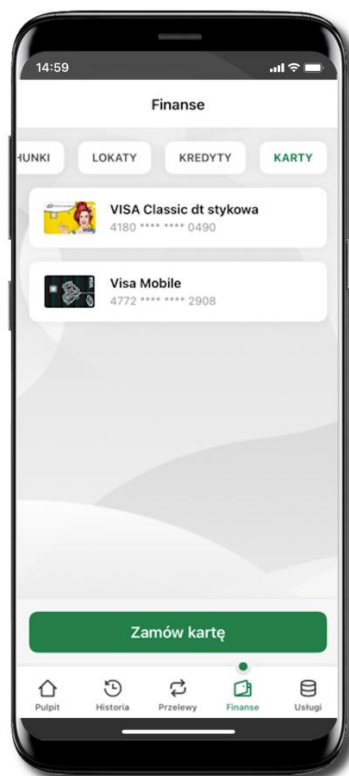 14:59
Finanse
HUNKI LOKATY KREDYTY KARTY
VISA Classic dt stykowa
4180 **** **** 0490
Visa Mobile
4772 **** **** 2908
Zamów kartę
Pulpit Historia Przelewy Finanse Usługi